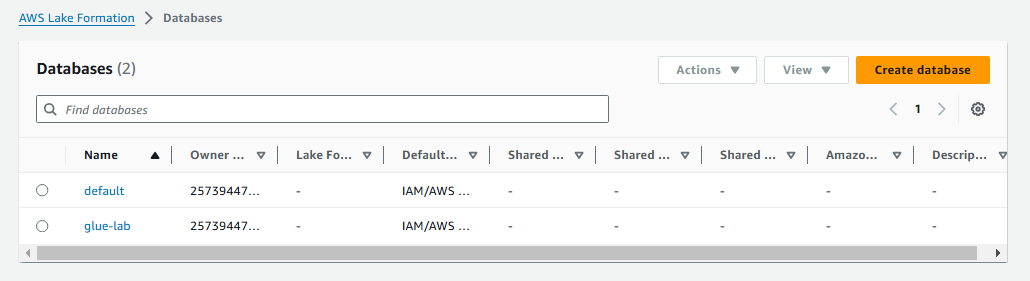 AWS Lake Formation > Databases
Databases (2)
Actions View Create database
Find databases
1
Name Owner ... Lake Fo... Default... Shared ... Shared ... Shared ... Amazo... Descrip...
default 25739447... - IAM/AWS ... - - - - -
glue-lab 25739447... - IAM/AWS ... - - - - -